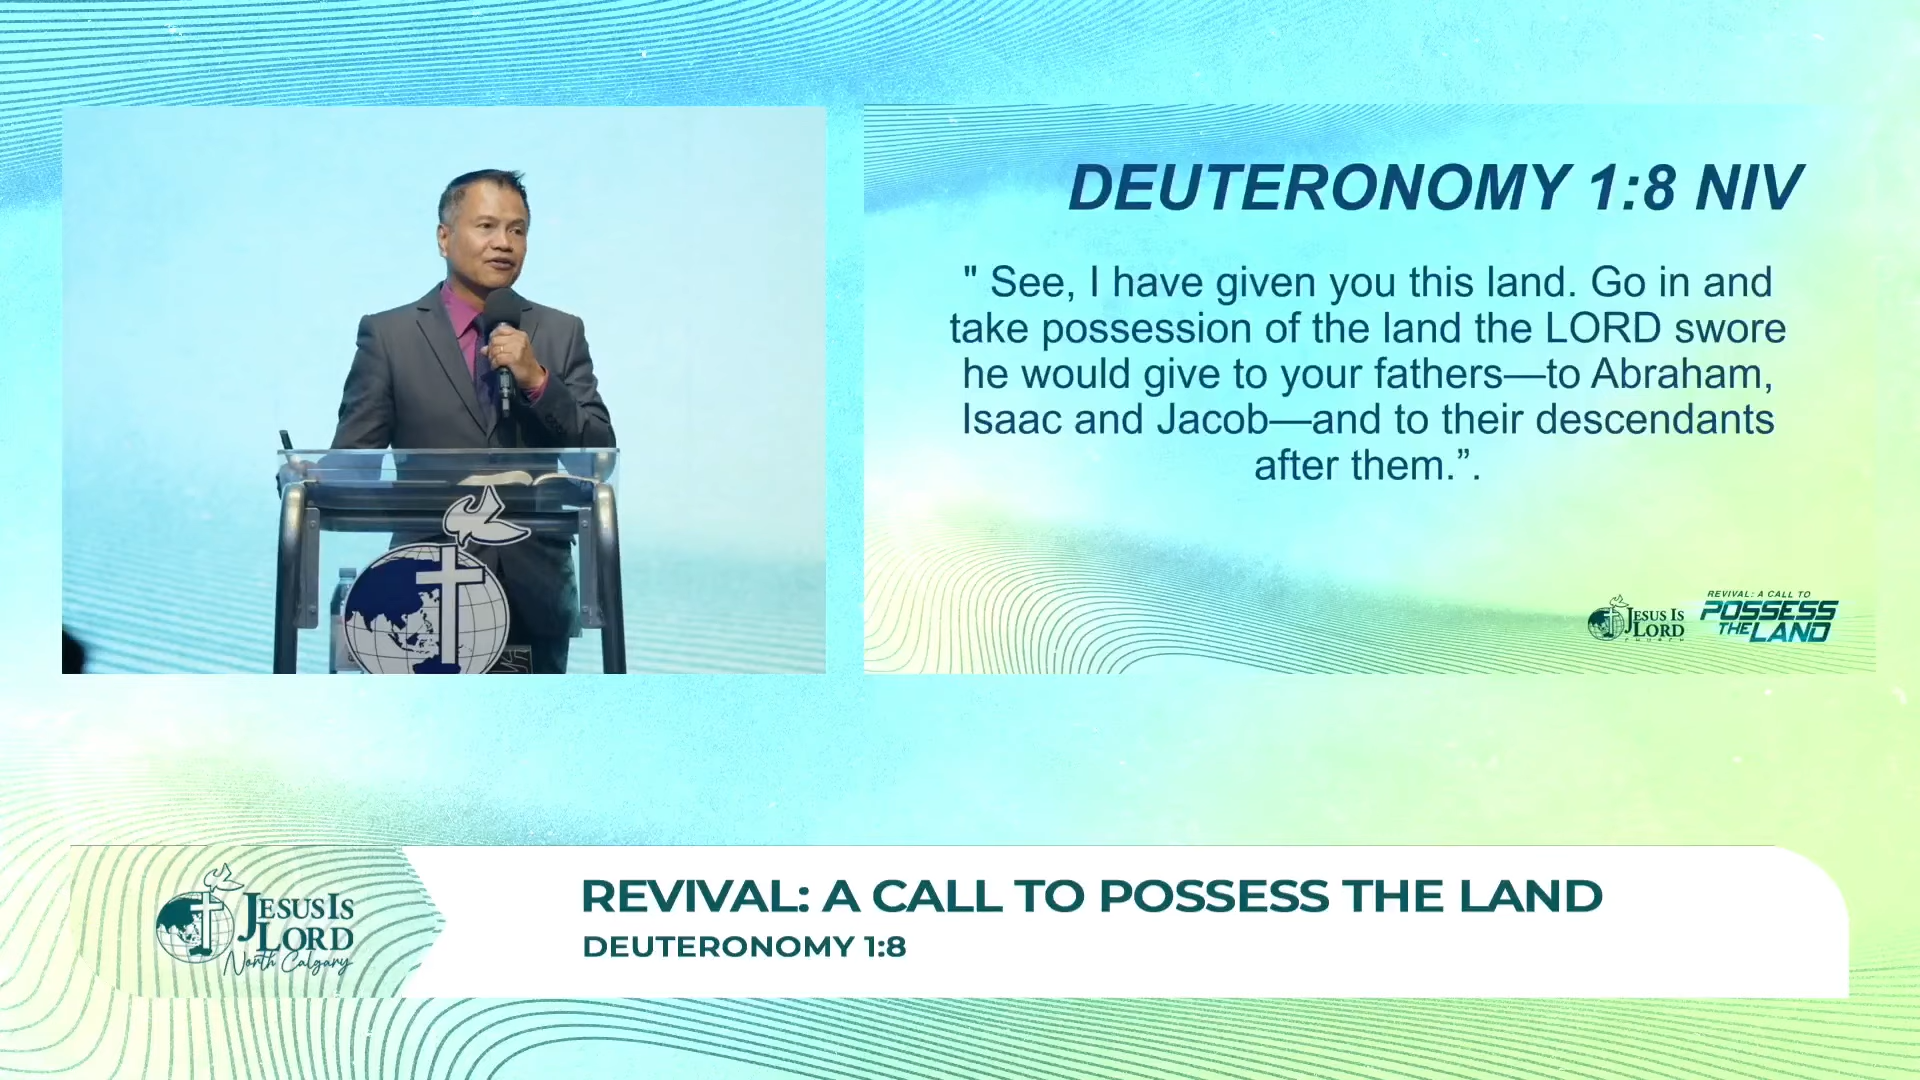 DEUTERONOMY 1:8 NIV
" See, I have given you this land. Go in and
take possession of the land the LORD swore
he would give to your fathers—to Abraham,
Isaac and Jacob—and to their descendants
after them.”.
JESUS IS
LORD
CHURCH
REVIVAL: A CALL TO
POSSESS
THE LAND
JESUS IS
LORD
North Calgary
REVIVAL: A CALL TO POSSESS THE LAND
DEUTERONOMY 1:8